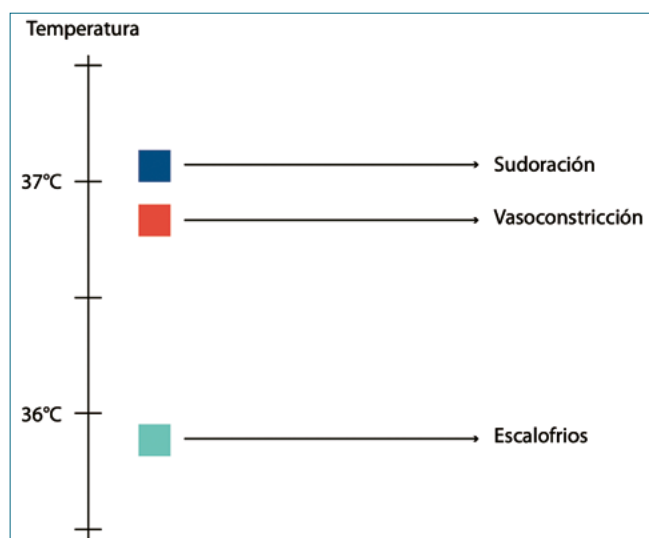 Temperatura
Sudoración
37°C
Vasoconstricción
36°C
Escalofrios